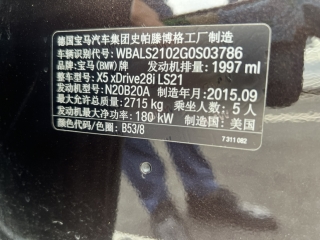 德国宝马汽车集团史帕滕博格工厂制造
车辆识别代号: WBALS2102G0S03786
品牌: 宝马(BMW)牌 发动机排量: 1997 ml
整车型号: X5 xDrive28i LS21
发动机型号: N20B20A 制造年月: 2015.09
最大允许总质量: 2715 kg 乘坐人数: 5 人
发动机最大净功率: 180 kW 制造国: 美国
颜色代码/色圈: B53/8
7 311 082